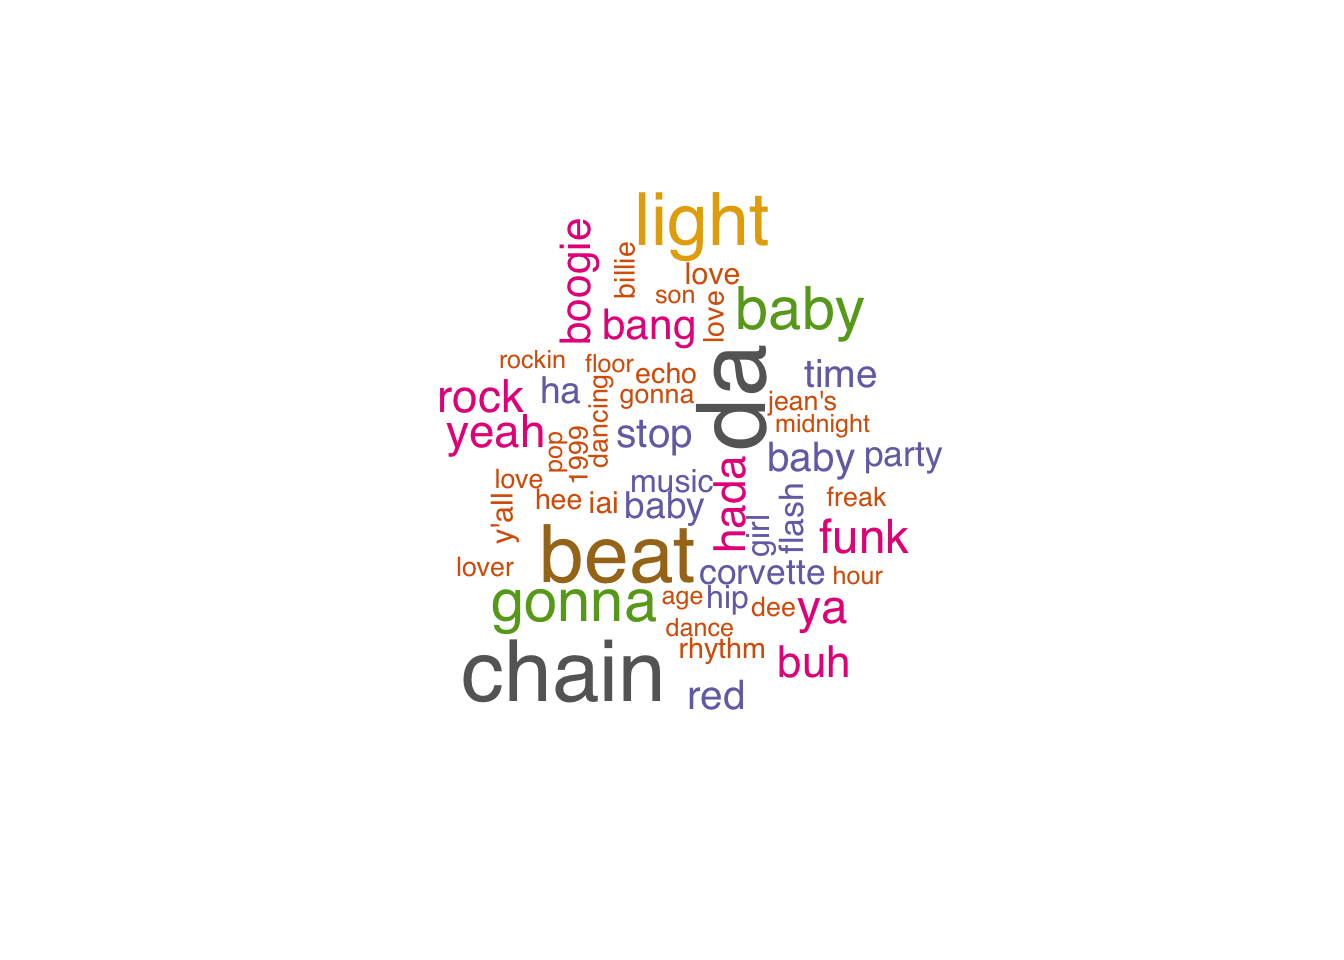 light
boogie
billie
love
son
love
baby
bang
da
rockin
floor
echo
time
rock
ha
dancing
gonna
jean's
yeah
pop
1999
stop
midnight
baby
party
love
music
hada
y'all
hee
iai
baby
girl
flash
freak
funk
lover
beat
corvette
hour
gonna
age
hip
dee
ya
dance
rhythm
chain
buh
red